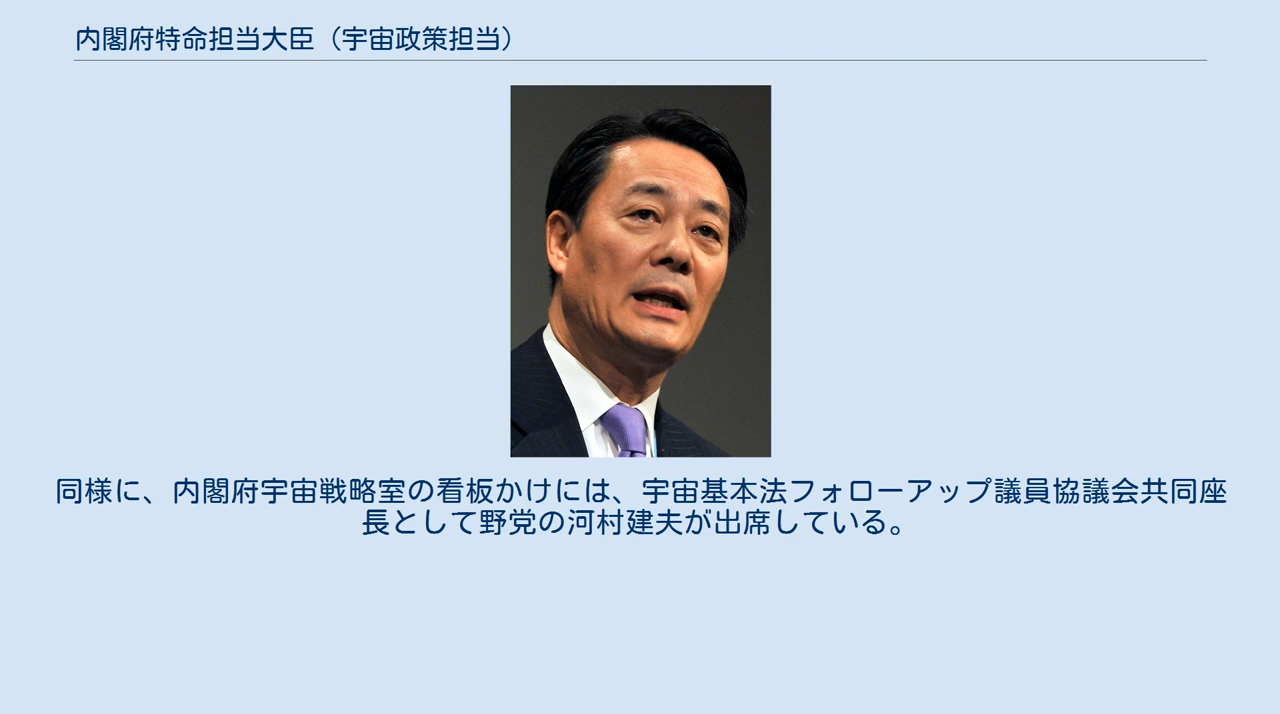 内閣府特命担当大臣（宇宙政策担当）
同様に、内閣府宇宙戦略室の看板かけには、宇宙基本法フォローアップ議員協議会共同座
長として野党の河村建夫が出席している。